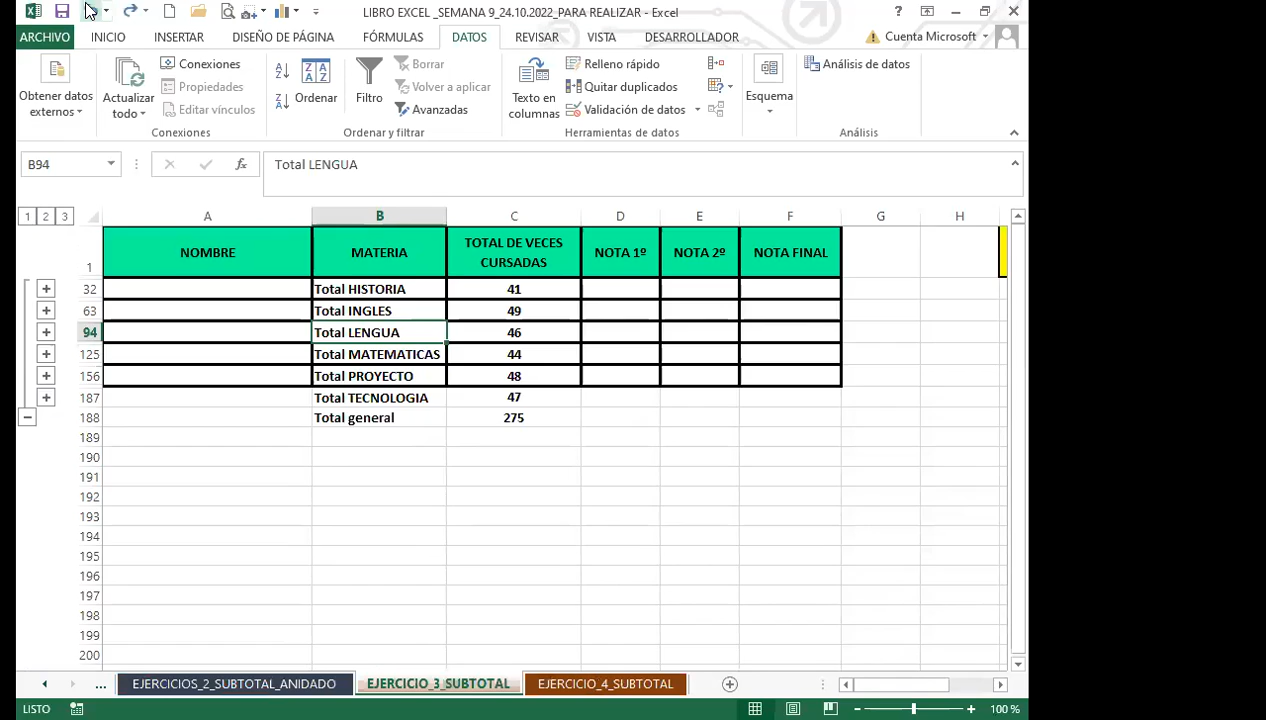 LIBRO EXCEL _SEMANA 9_24.10.2022_PARA REALIZAR - Excel
?
ARCHIVO INICIO INSERTAR DISEÑO DE PÁGINA FÓRMULAS DATOS REVISAR VISTA DESARROLLADOR Cuenta Microsoft
Obtener datos externos
Actualizar todo
Conexiones
Propiedades
Editar vínculos
Conexiones
Ordenar
Filtro
Borrar
Volver a aplicar
Avanzadas
Ordenar y filtrar
Texto en columnas
Relleno rápido
Quitar duplicados
Validación de datos
Herramientas de datos
Esquema
Análisis de datos
Análisis
B94 fx Total LENGUA
1 2 3 A B C D E F G H
1 NOMBRE MATERIA TOTAL DE VECES CURSADAS NOTA 1º NOTA 2º NOTA FINAL
32 Total HISTORIA 41
63 Total INGLES 49
94 Total LENGUA 46
125 Total MATEMATICAS 44
156 Total PROYECTO 48
187 Total TECNOLOGIA 47
188 Total general 275
189
190
191
192
193
194
195
196
197
198
199
200
... EJERCICIOS_2_SUBTOTAL_ANIDADO EJERCICIO_3_SUBTOTAL EJERCICIO_4_SUBTOTAL
LISTO 100 %